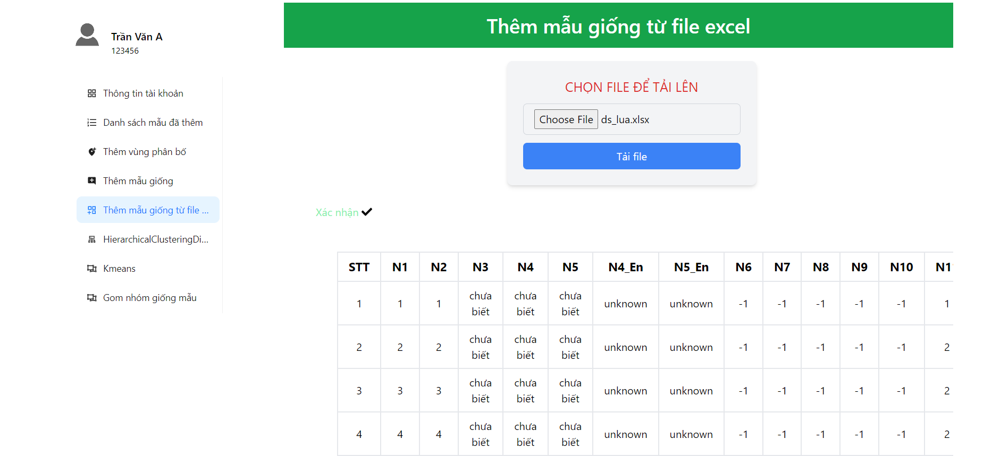 Trần Văn A
123456
Thông tin tài khoản
Danh sách mẫu đã thêm
Thêm vùng phân bố
Thêm mẫu giống
Thêm mẫu giống từ file ...
HierarchicalClusteringDi...
Kmeans
Gom nhóm giống mẫu
Thêm mẫu giống từ file excel
CHỌN FILE ĐỂ TẢI LÊN
Choose File ds_lua.xlsx
Tải file
Xác nhận
STT N1 N2 N3 N4 N5 N4_En N5_En N6 N7 N8 N9 N10 N11
1 1 1 chưa biết chưa biết chưa biết unknown unknown -1 -1 -1 -1 -1 1
2 2 2 chưa biết chưa biết chưa biết unknown unknown -1 -1 -1 -1 -1 2
3 3 3 chưa biết chưa biết chưa biết unknown unknown -1 -1 -1 -1 -1 2
4 4 4 chưa biết chưa biết chưa biết unknown unknown -1 -1 -1 -1 -1 2